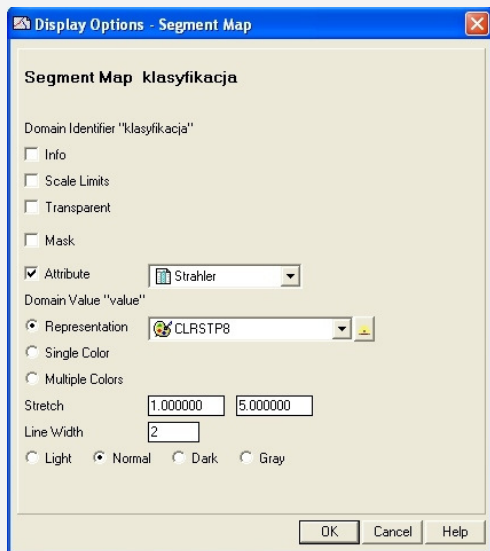 Display Options - Segment Map
Segment Map klasyfikacja
Domain Identifier "klasyfikacja"
Info
Scale Limits
Transparent
Mask
Attribute Strahler
Domain Value "value"
Representation CLRSTP8
Single Color
Multiple Colors
Stretch 1.000000 5.000000
Line Width 2
Light Normal Dark Gray
OK Cancel Help